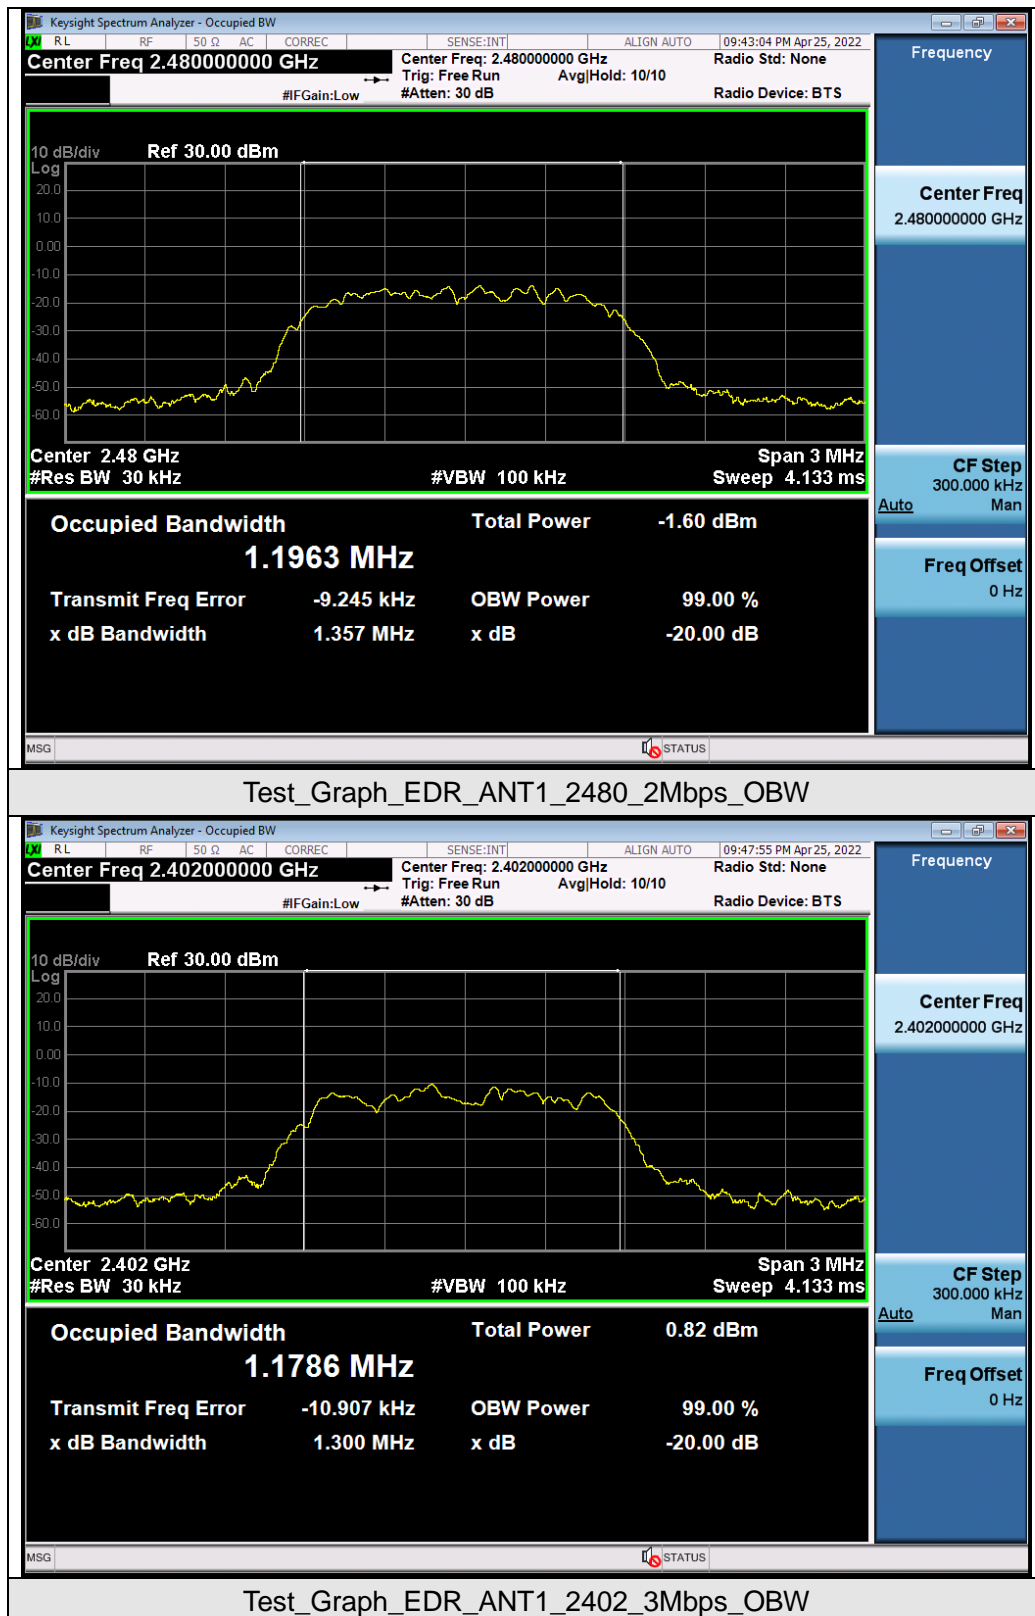 Keysight Spectrum Analyzer - Occupied BW
LXI RL RF 50 Ω AC CORREC SENSE:INT ALIGN AUTO 09:43:04 PM Apr 25, 2022
Center Freq 2.480000000 GHz
Center Freq: 2.480000000 GHz
Radio Std: None
Trig: Free Run Avg|Hold: 10/10
#IFGain:Low
#Atten: 30 dB
Radio Device: BTS
10 dB/div Ref 30.00 dBm
Log
20.0
10.0
0.00
-10.0
-20.0
-30.0
-40.0
-50.0
-60.0
Center 2.48 GHz Span 3 MHz
#Res BW 30 kHz #VBW 100 kHz Sweep 4.133 ms
Occupied Bandwidth Total Power -1.60 dBm
1.1963 MHz
Transmit Freq Error -9.245 kHz OBW Power 99.00 %
x dB Bandwidth 1.357 MHz x dB -20.00 dB
MSG STATUS
Frequency
Center Freq
2.480000000 GHz
CF Step
300.000 kHz
Auto Man
Freq Offset
0 Hz
Test_Graph_EDR_ANT1_2480_2Mbps_OBW
Keysight Spectrum Analyzer - Occupied BW
LXI RL RF 50 Ω AC CORREC SENSE:INT ALIGN AUTO 09:47:55 PM Apr 25, 2022
Center Freq 2.402000000 GHz
Center Freq: 2.402000000 GHz
Radio Std: None
Trig: Free Run Avg|Hold: 10/10
#IFGain:Low
#Atten: 30 dB
Radio Device: BTS
10 dB/div Ref 30.00 dBm
Log
20.0
10.0
0.00
-10.0
-20.0
-30.0
-40.0
-50.0
-60.0
Center 2.402 GHz Span 3 MHz
#Res BW 30 kHz #VBW 100 kHz Sweep 4.133 ms
Occupied Bandwidth Total Power 0.82 dBm
1.1786 MHz
Transmit Freq Error -10.907 kHz OBW Power 99.00 %
x dB Bandwidth 1.300 MHz x dB -20.00 dB
MSG STATUS
Frequency
Center Freq
2.402000000 GHz
CF Step
300.000 kHz
Auto Man
Freq Offset
0 Hz
Test_Graph_EDR_ANT1_2402_3Mbps_OBW